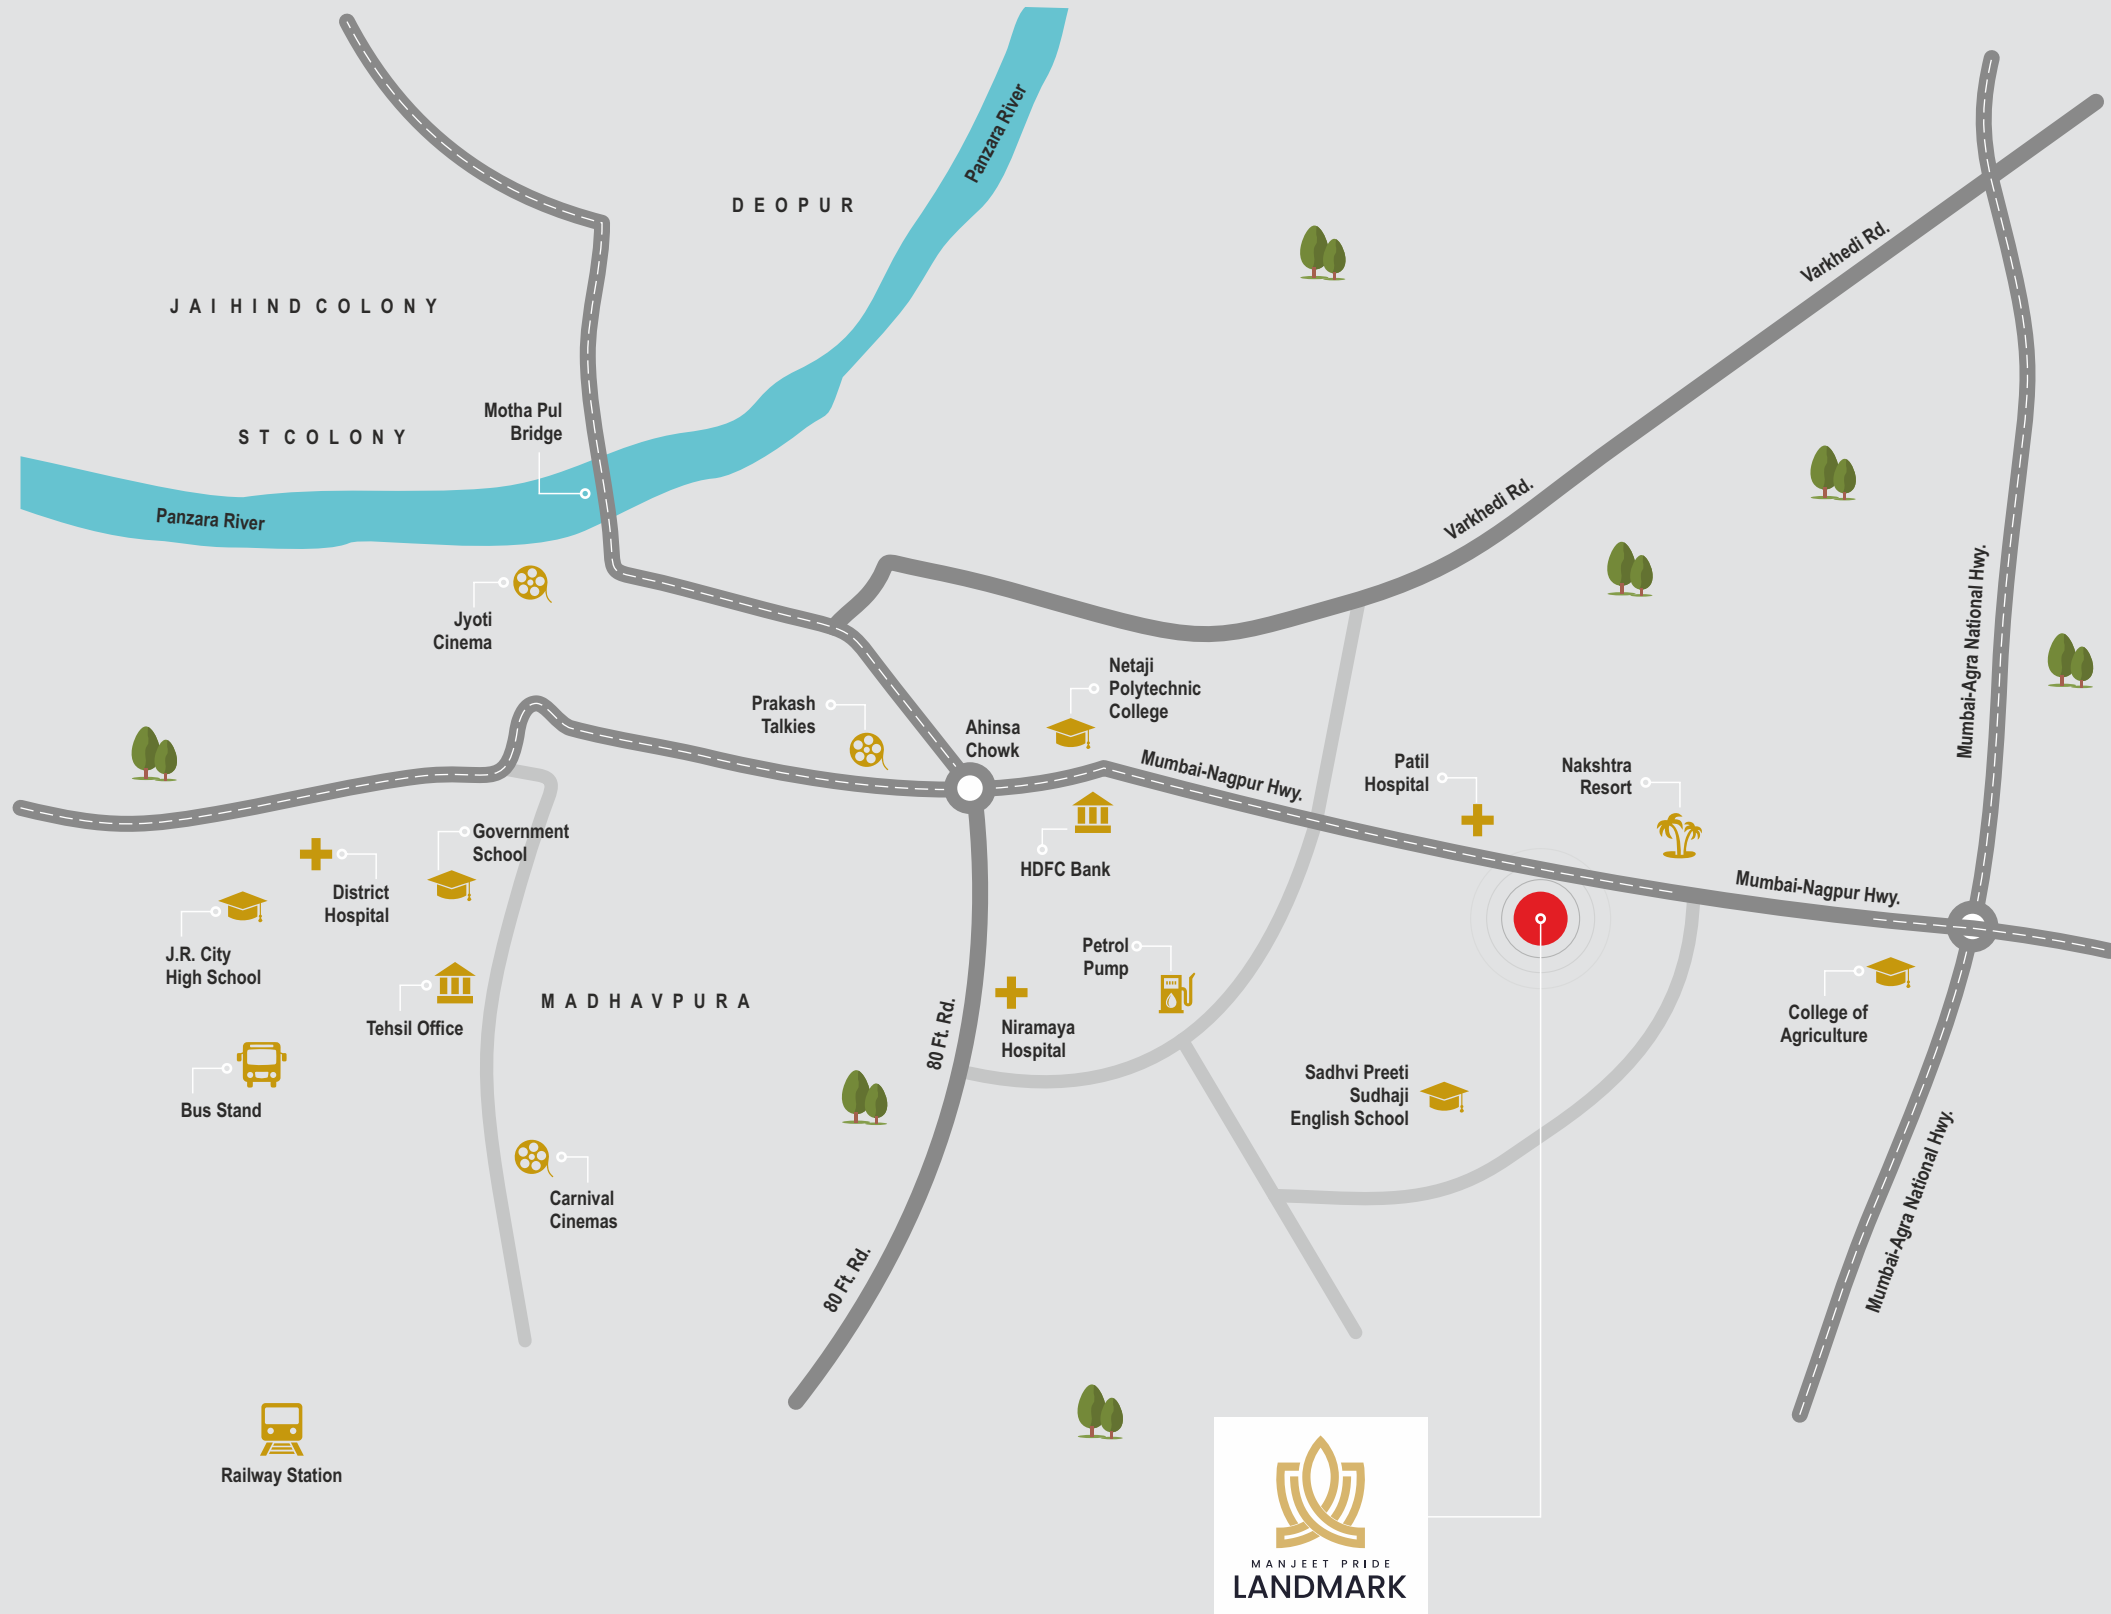 Panzara River
DEOPUR
Varkhedi Rd.
JAI HIND COLONY
Motha Pul
Bridge
ST COLONY
Panzara River
Varkhedi Rd.
Mumbai-Agra National Hwy.
Jyoti
Cinema
Netaji
Polytechnic
College
Prakash
Talkies
Ahinsa
Chowk
Mumbai-Nagpur Hwy.
Patil
Hospital
Nakshtra
Resort
Government
School
HDFC Bank
District
Hospital
Mumbai-Nagpur Hwy.
J.R. City
High School
Petrol
Pump
MADHAVPURA
Tehsil Office
80 Ft. Rd.
Niramaya
Hospital
College of
Agriculture
Sadhvi Preeti
Sudhaji
English School
Bus Stand
Carnival
Cinemas
Mumbai-Agra National Hwy.
80 Ft. Rd.
Railway Station
MANJEET PRIDE
LANDMARK